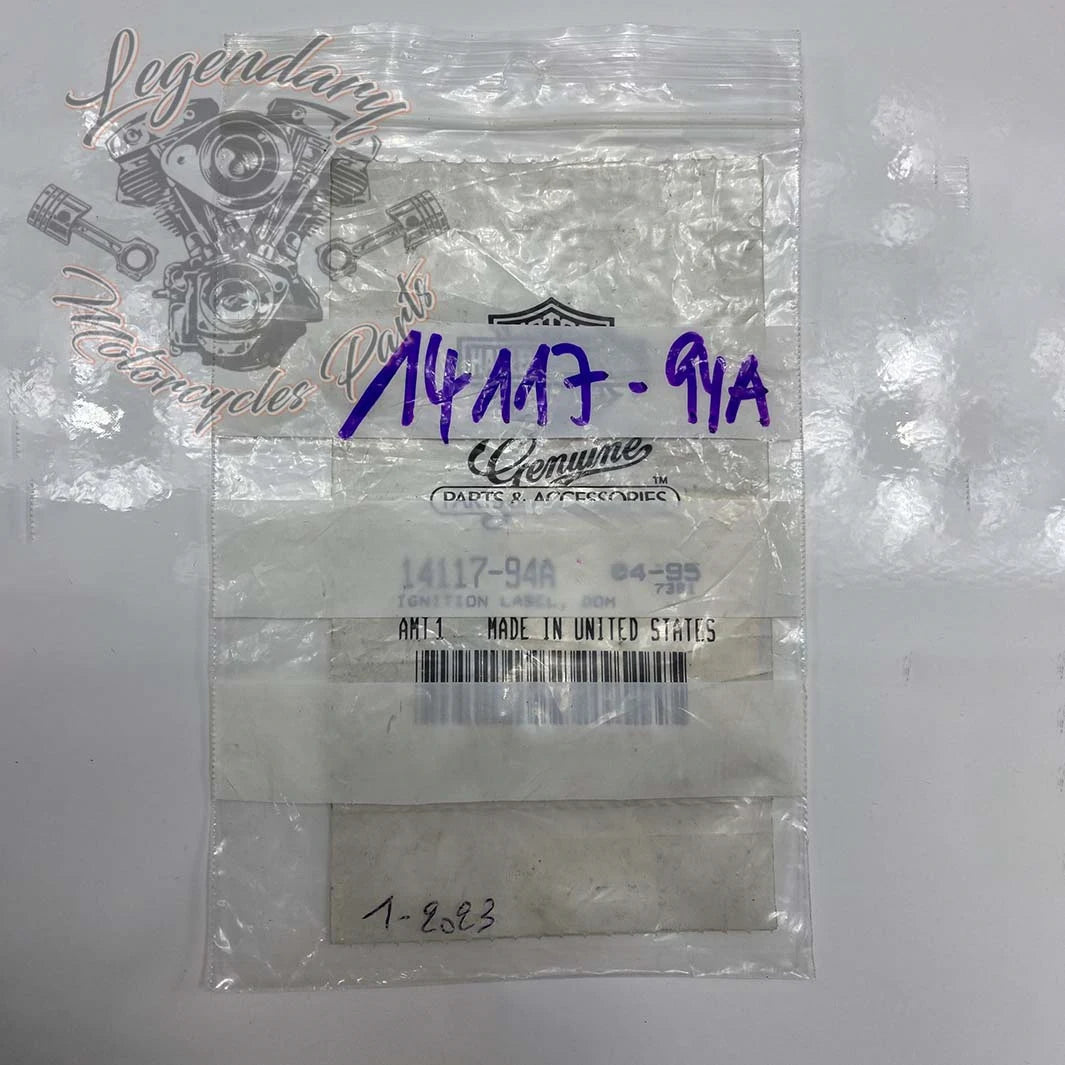 Legendary
Motorcycles Parts
14117-94A
Genuine
TM
PARTS & ACCESSORIES
14117-94A 04-95
IGNITION LABEL, DOM
AMT1 MADE IN UNITED STATES
1-2023